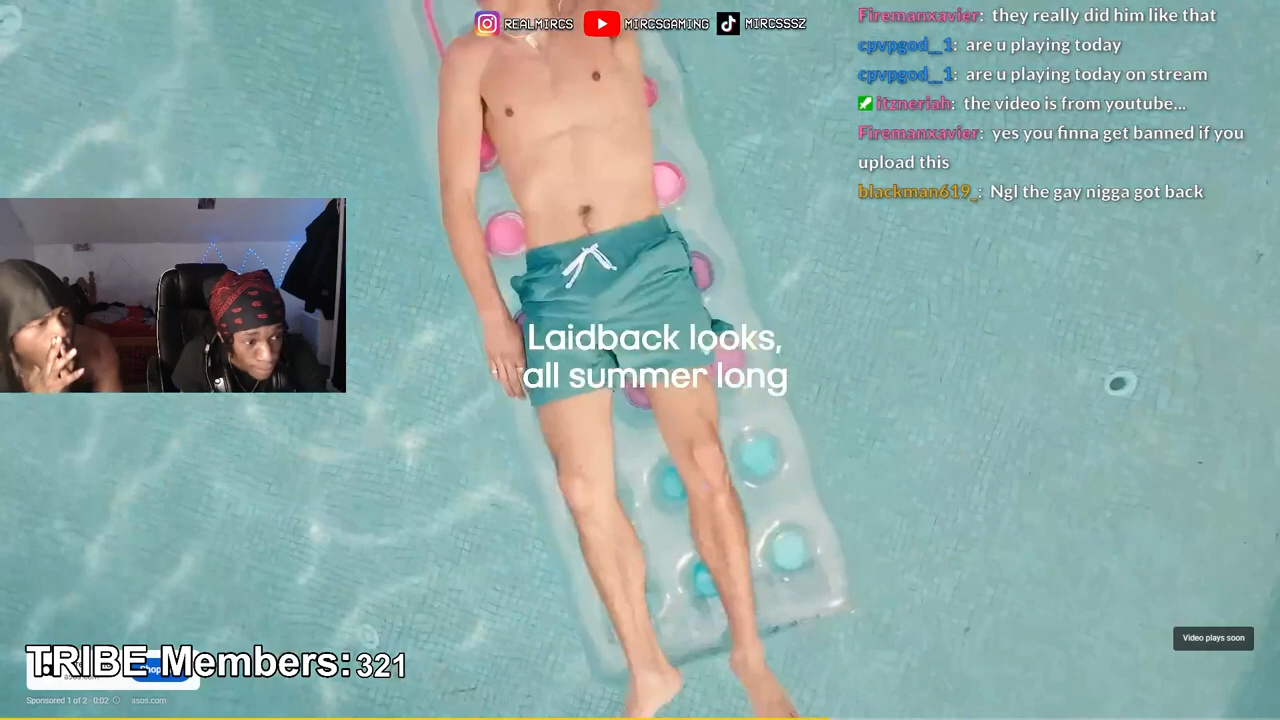 REALMIRCS MIRCSGAMING MIRCSSSZ
Firemanxavier: they really did him like that
cpvpgod__1: are u playing today
cpvpgod__1: are u playing today on stream
itzneriah: the video is from youtube...
Firemanxavier: yes you finna get banned if you
upload this
blackman619_: Ngl the gay nigga got back
Laidback looks,
all summer long
Video plays soon
TRIBE Members: 321
Sponsored 1 of 2 · 0:02 asos.com